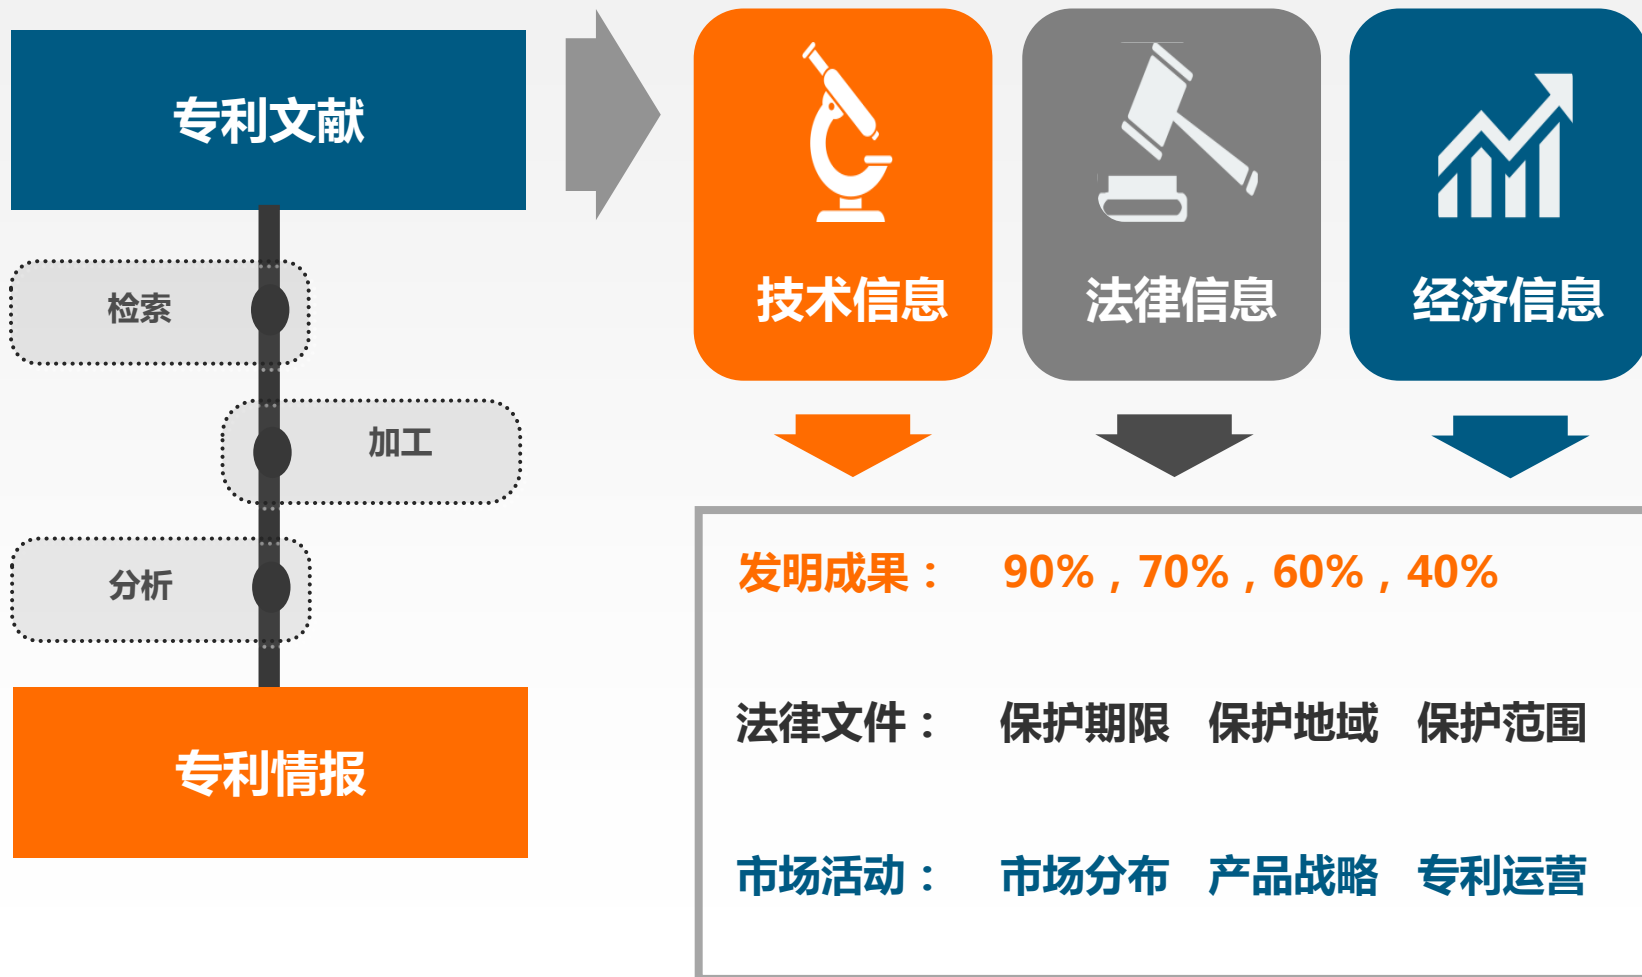 专利文献
检索
加工
分析
专利情报
技术信息
法律信息
经济信息
发明成果： 90%，70%，60%，40%
法律文件： 保护期限 保护地域 保护范围
市场活动： 市场分布 产品战略 专利运营